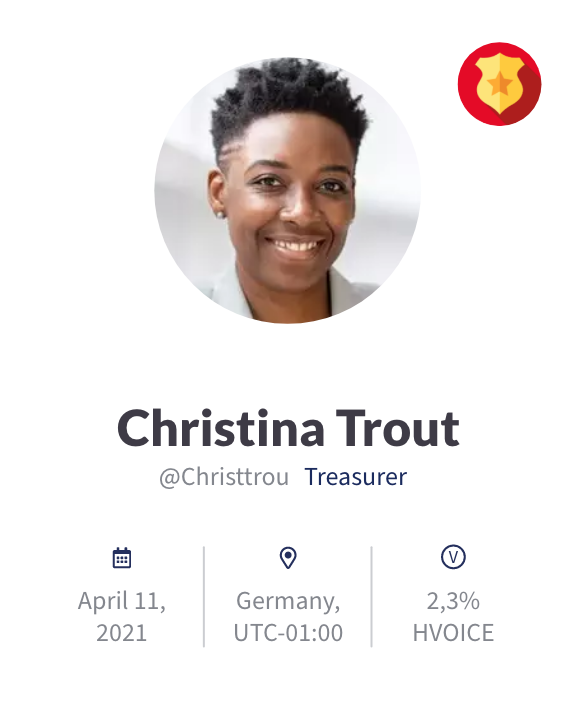 Christina Trout
@Christtrou Treasurer
April 11,
2021
Germany,
UTC-01:00
V
2,3%
HVOICE